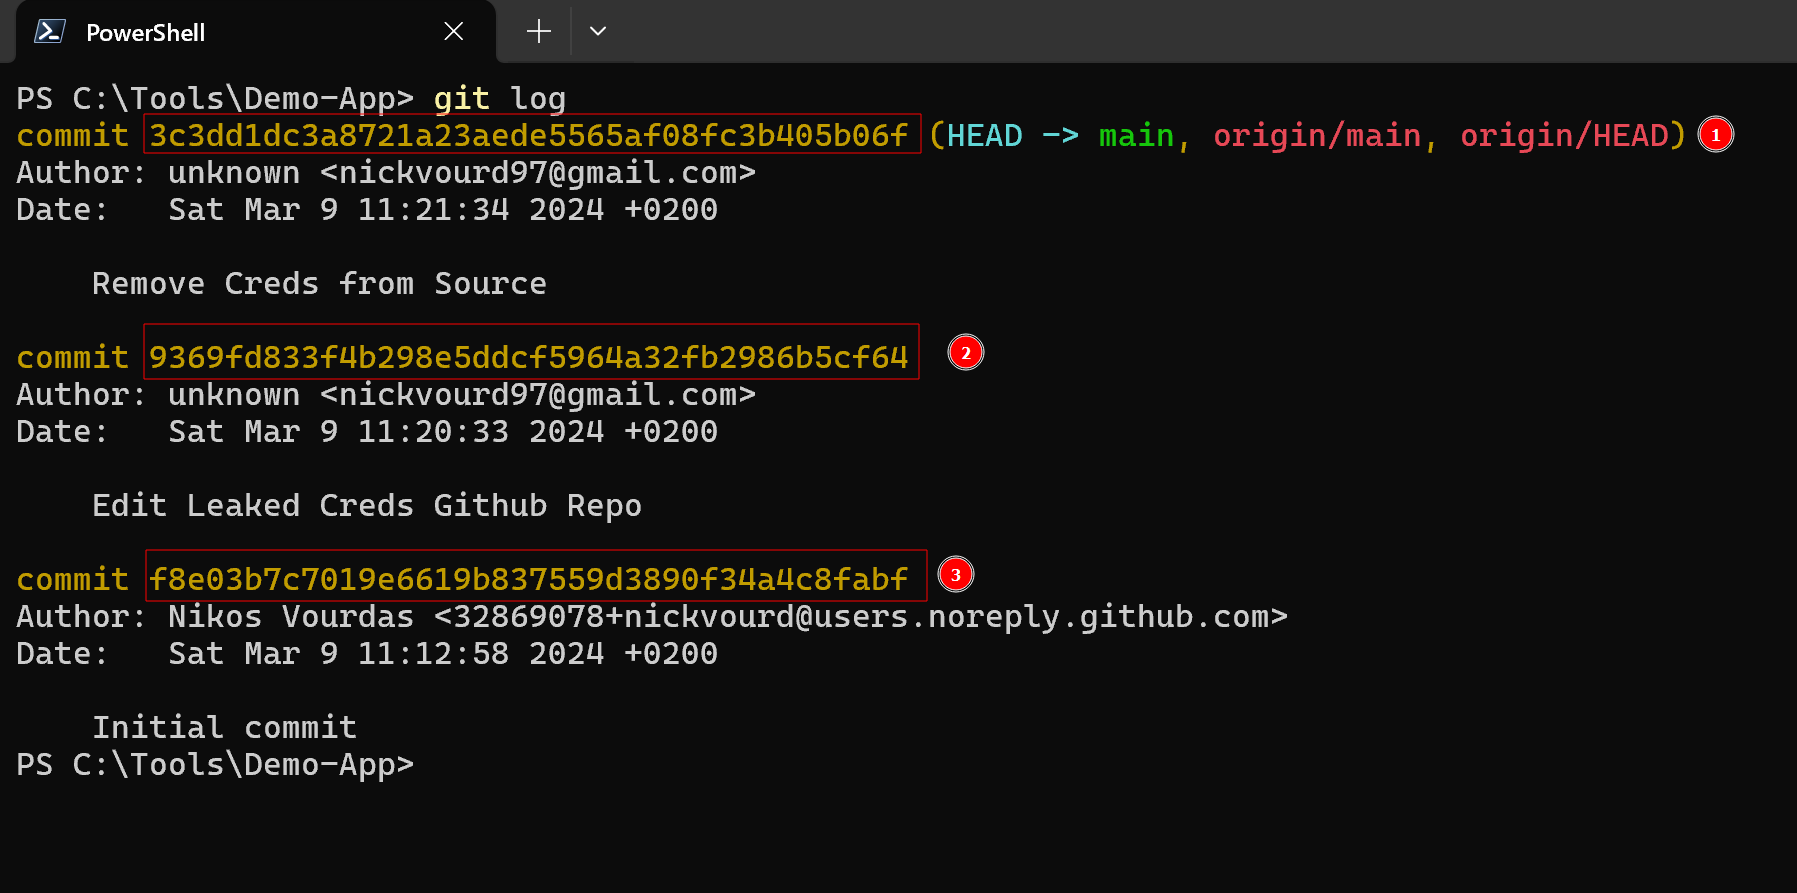 PowerShell
PS C:\Tools\Demo-App> git log
commit 3c3dd1dc3a8721a23aede5565af08fc3b405b06f (HEAD -> main, origin/main, origin/HEAD) 1
Author: unknown <nickvourd97@gmail.com>
Date:   Sat Mar 9 11:21:34 2024 +0200
Remove Creds from Source
commit 9369fd833f4b298e5ddcf5964a32fb2986b5cf64 2
Author: unknown <nickvourd97@gmail.com>
Date:   Sat Mar 9 11:20:33 2024 +0200
Edit Leaked Creds Github Repo
commit f8e03b7c7019e6619b837559d3890f34a4c8fabf 3
Author: Nikos Vourdas <32869078+nickvourd@users.noreply.github.com>
Date:   Sat Mar 9 11:12:58 2024 +0200
Initial commit
PS C:\Tools\Demo-App>